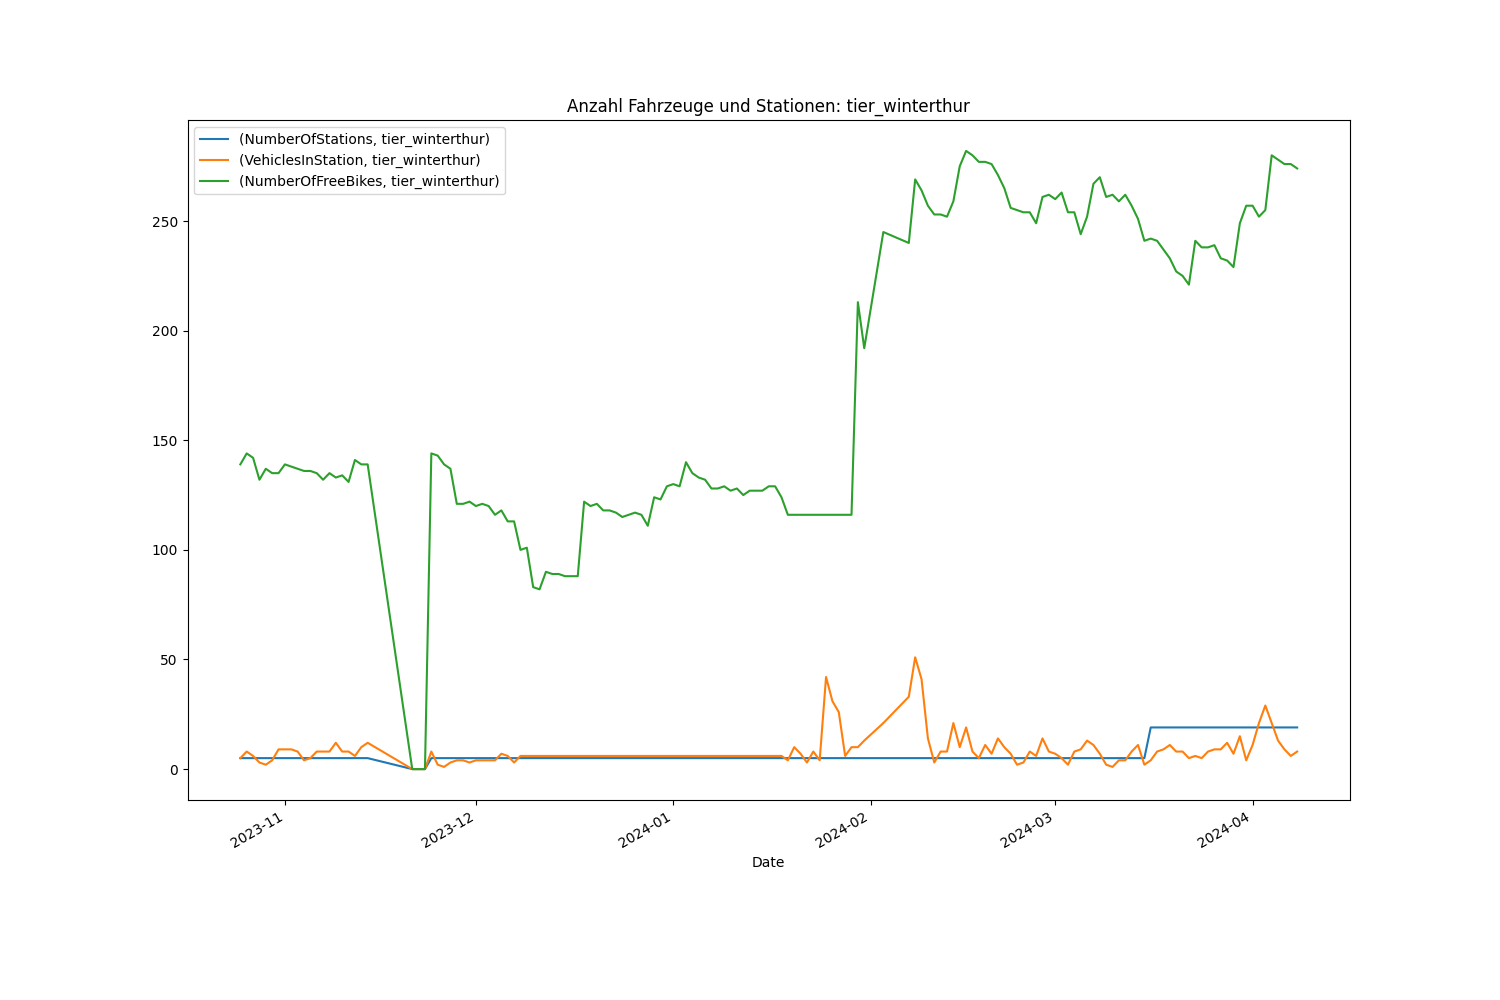 Anzahl Fahrzeuge und Stationen: tier_winterthur
(NumberOfStations, tier_winterthur)
(VehiclesInStation, tier_winterthur)
(NumberOfFreeBikes, tier_winterthur)
250
200
150
100
50
0
2023-11 2023-12 2024-01 2024-02 2024-03 2024-04
Date